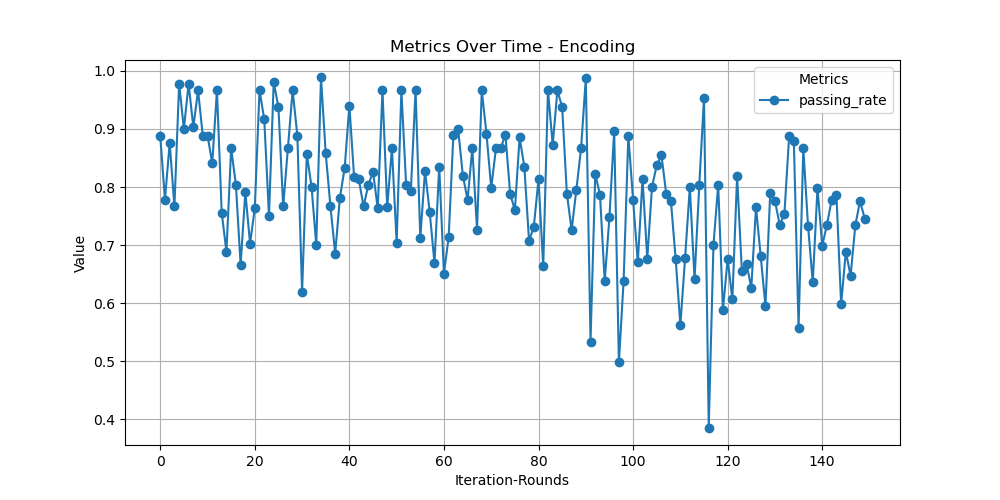 Metrics Over Time - Encoding
Metrics
passing_rate
1.0
0.9
0.8
0.7
0.6
0.5
0.4
Value
0 20 40 60 80 100 120 140
Iteration-Rounds